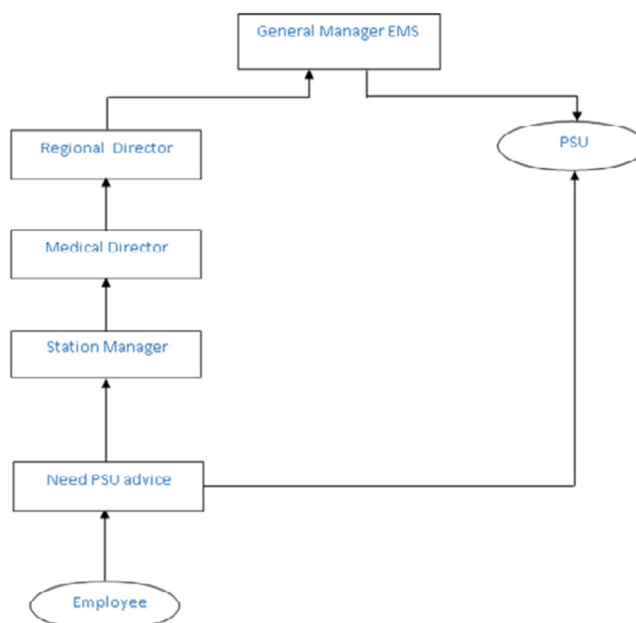 General Manager EMS
Regional Director
PSU
Medical Director
Station Manager
Need PSU advice
Employee